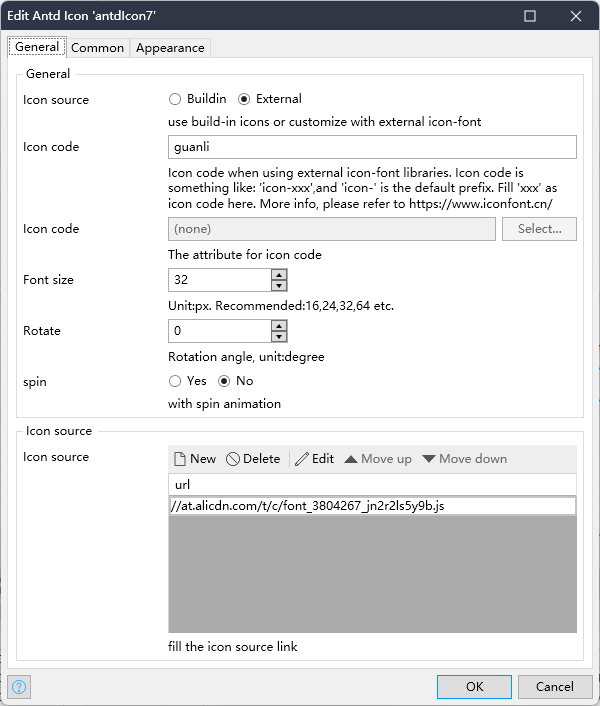 Edit Antd Icon 'antdIcon7'
General Common Appearance
General
Icon source Buildin External
use build-in icons or customize with external icon-font
Icon code guanli
Icon code when using external icon-font libraries. Icon code is
something like: 'icon-xxx',and 'icon-' is the default prefix. Fill 'xxx' as
icon code here. More info, please refer to https://www.iconfont.cn/
Icon code (none) Select...
The attribute for icon code
Font size 32
Unit:px. Recommended:16,24,32,64 etc.
Rotate 0
Rotation angle, unit:degree
spin Yes No
with spin animation
Icon source
Icon source New Delete Edit Move up Move down
url
//at.alicdn.com/t/c/font_3804267_jn2r2ls5y9b.js
fill the icon source link
? OK Cancel